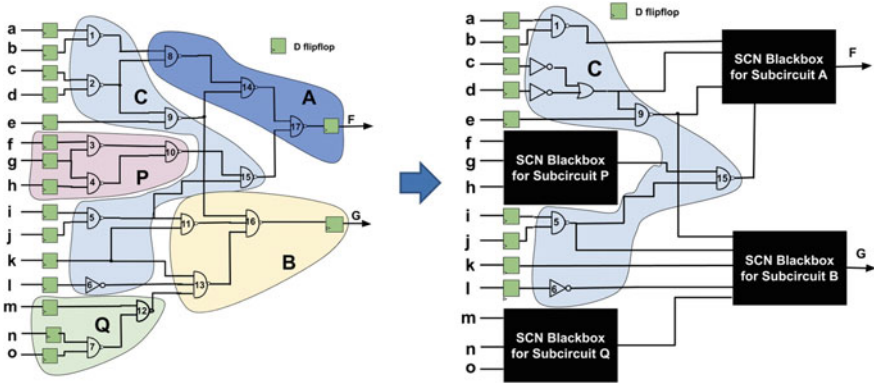 a
b
c
d
e
f
g
h
i
j
k
l
m
n
o
1
2
3
4
5
6
7
8
9
10
11
12
13
14
15
16
17
C
P
Q
A
B
D flipflop
F
G
a
b
c
d
e
f
g
h
i
j
k
l
m
n
o
1
9
15
5
6
C
D flipflop
SCN Blackbox
for Subcircuit A
SCN Blackbox
for Subcircuit P
SCN Blackbox
for Subcircuit B
SCN Blackbox
for Subcircuit Q
F
G